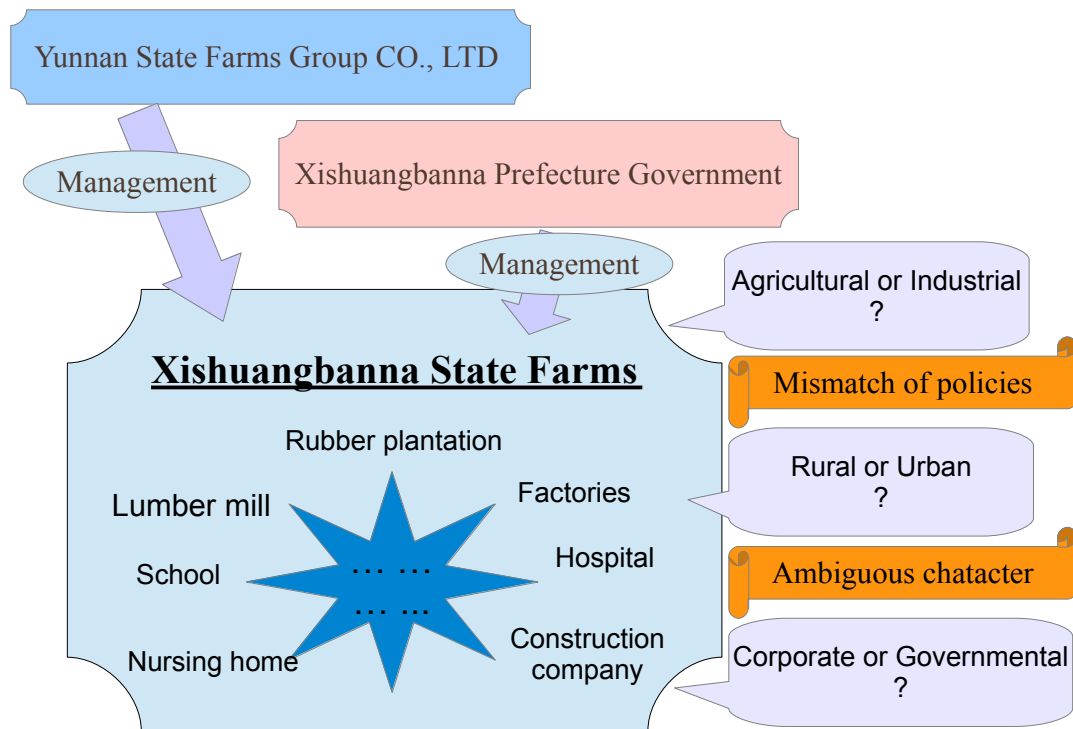 Yunnan State Farms Group CO., LTD
Management
Xishuangbanna Prefecture Government
Management
Agricultural or Industrial
?
Xishuangbanna State Farms
Mismatch of policies
Rubber plantation
Rural or Urban
?
Lumber mill
Factories
School
... ...
Hospital
... ...
Ambiguous chatacter
Nursing home
Construction
company
Corporate or Governmental
?